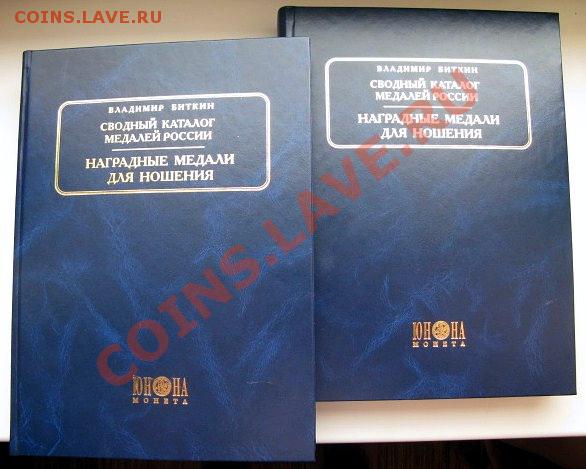 COINS.LAVE.RU
ВЛАДИМИР БИТКИН
СВОДНЫЙ КАТАЛОГ
МЕДАЛЕЙ РОССИИ
НАГРАДНЫЕ МЕДАЛИ
ДЛЯ НОШЕНИЯ
ЮНОНА
МОНЕТА
ВЛАДИМИР БИТКИН
СВОДНЫЙ КАТАЛОГ
МЕДАЛЕЙ РОССИИ
НАГРАДНЫЕ МЕДАЛИ
ДЛЯ НОШЕНИЯ
ЮНОНА
МОНЕТА
COINS.LAVE.RU